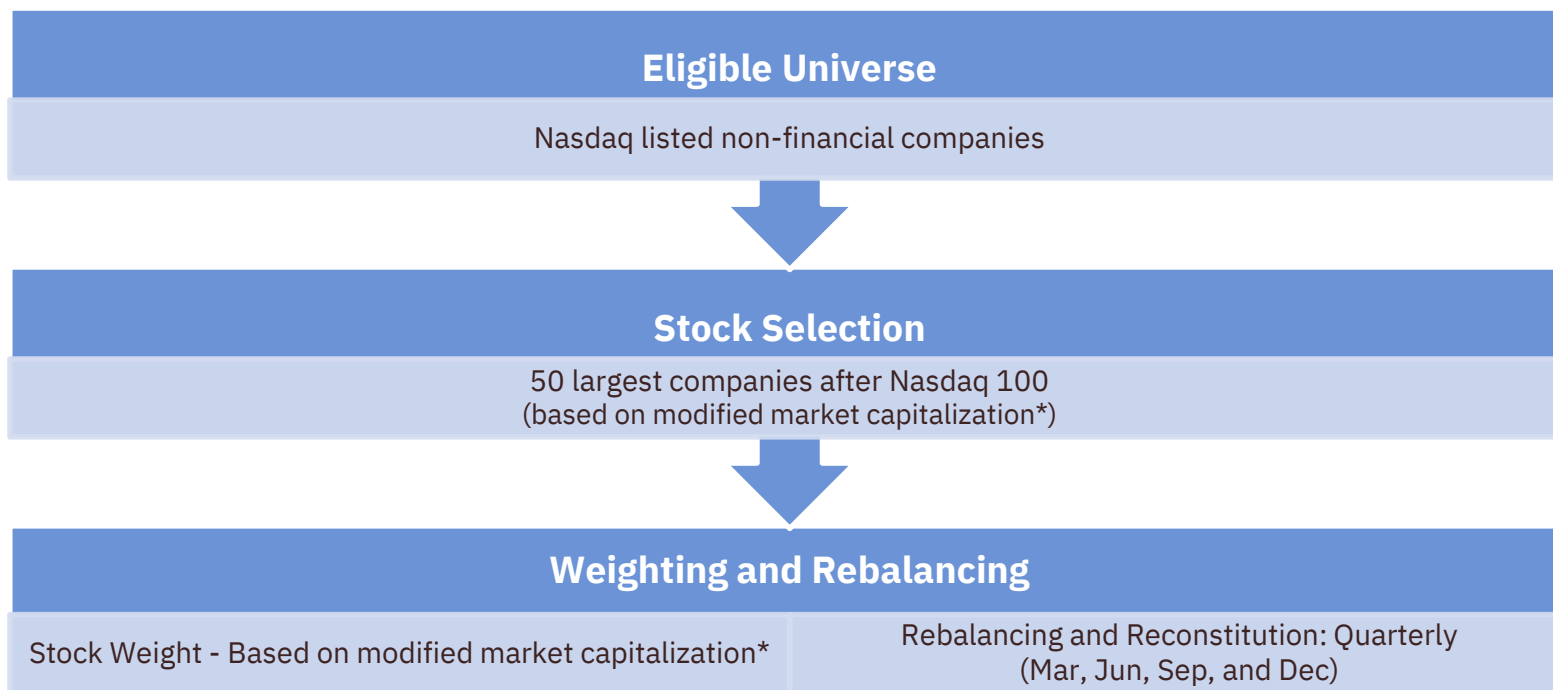 Eligible Universe
Nasdaq listed non-financial companies
Stock Selection
50 largest companies after Nasdaq 100
(based on modified market capitalization*)
Weighting and Rebalancing
Stock Weight - Based on modified market capitalization*
Rebalancing and Reconstitution: Quarterly
(Mar, Jun, Sep, and Dec)